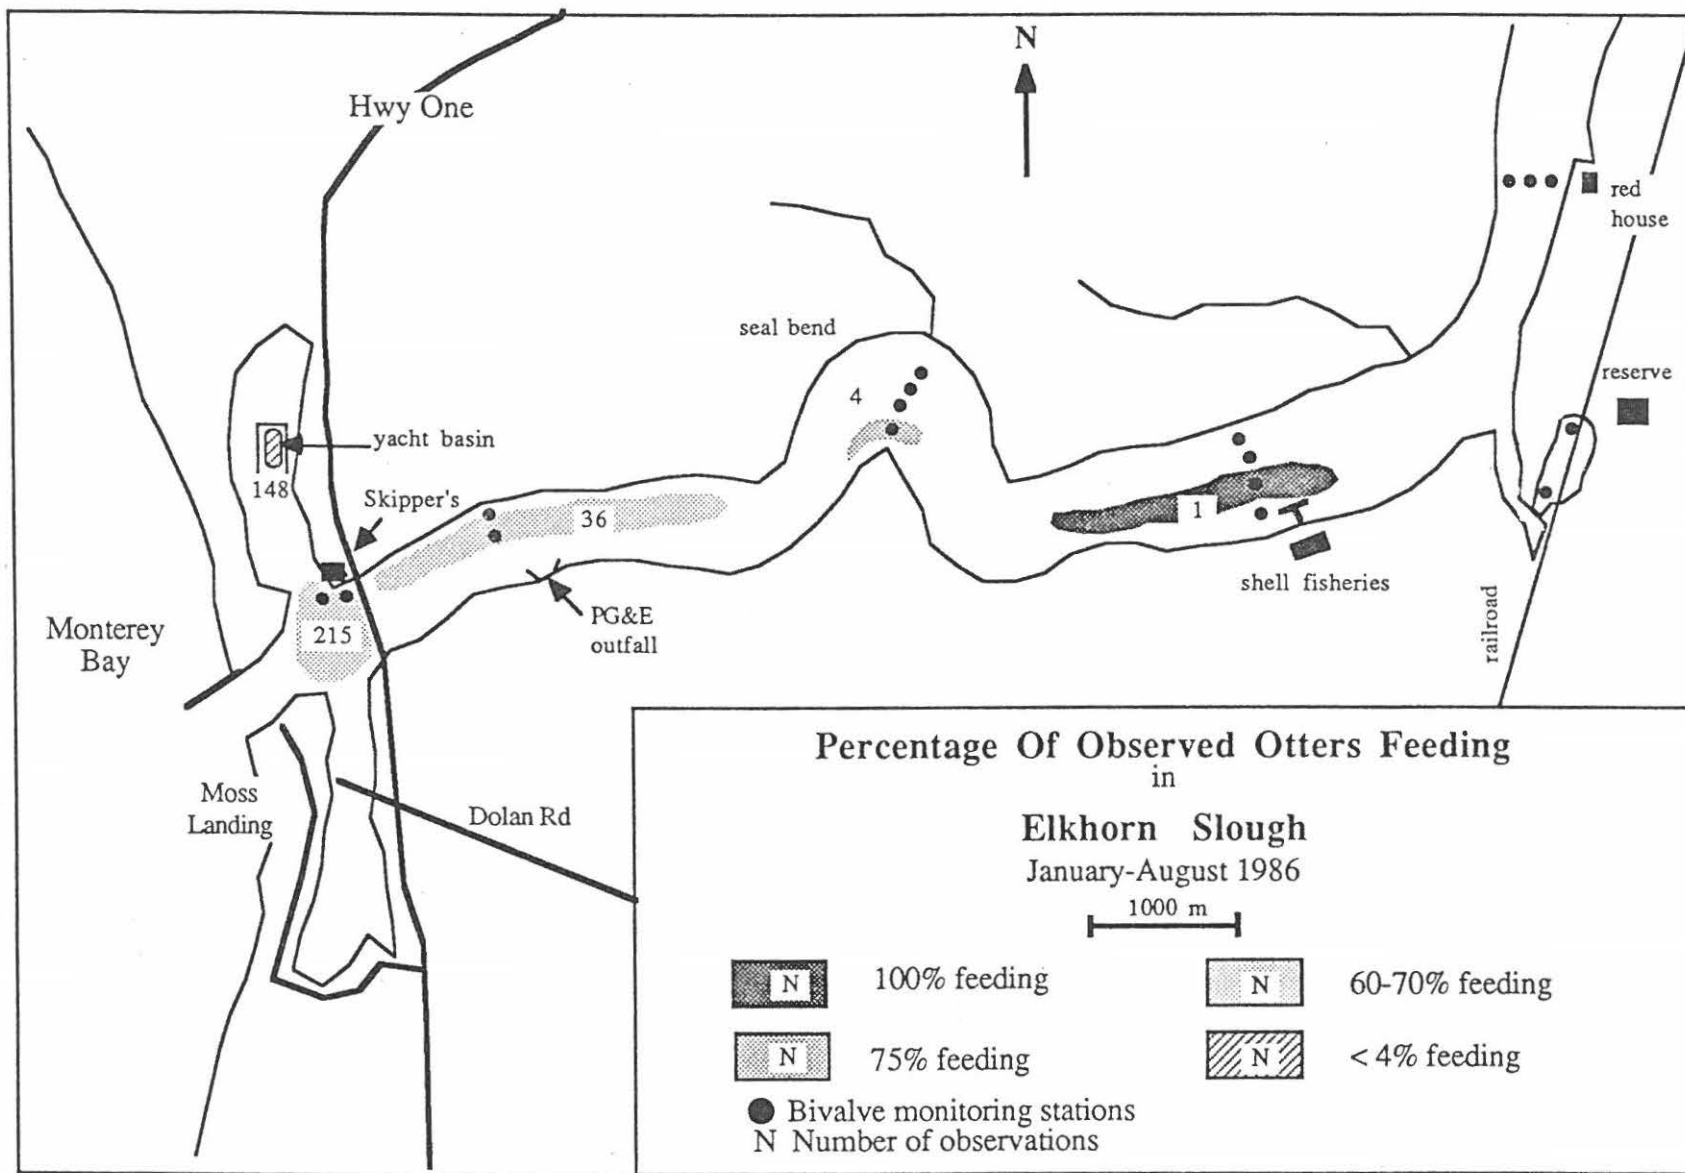 N
Hwy One
red
house
seal bend
reserve
4
yacht basin
148
Skipper's
36
1
shell fisheries
215
PG&E
outfall
Monterey
Bay
railroad
Moss
Landing
Dolan Rd
Percentage Of Observed Otters Feeding
in
Elkhorn Slough
January-August 1986
1000 m
N 100% feeding
N 60-70% feeding
N 75% feeding
N < 4% feeding
Bivalve monitoring stations
N Number of observations